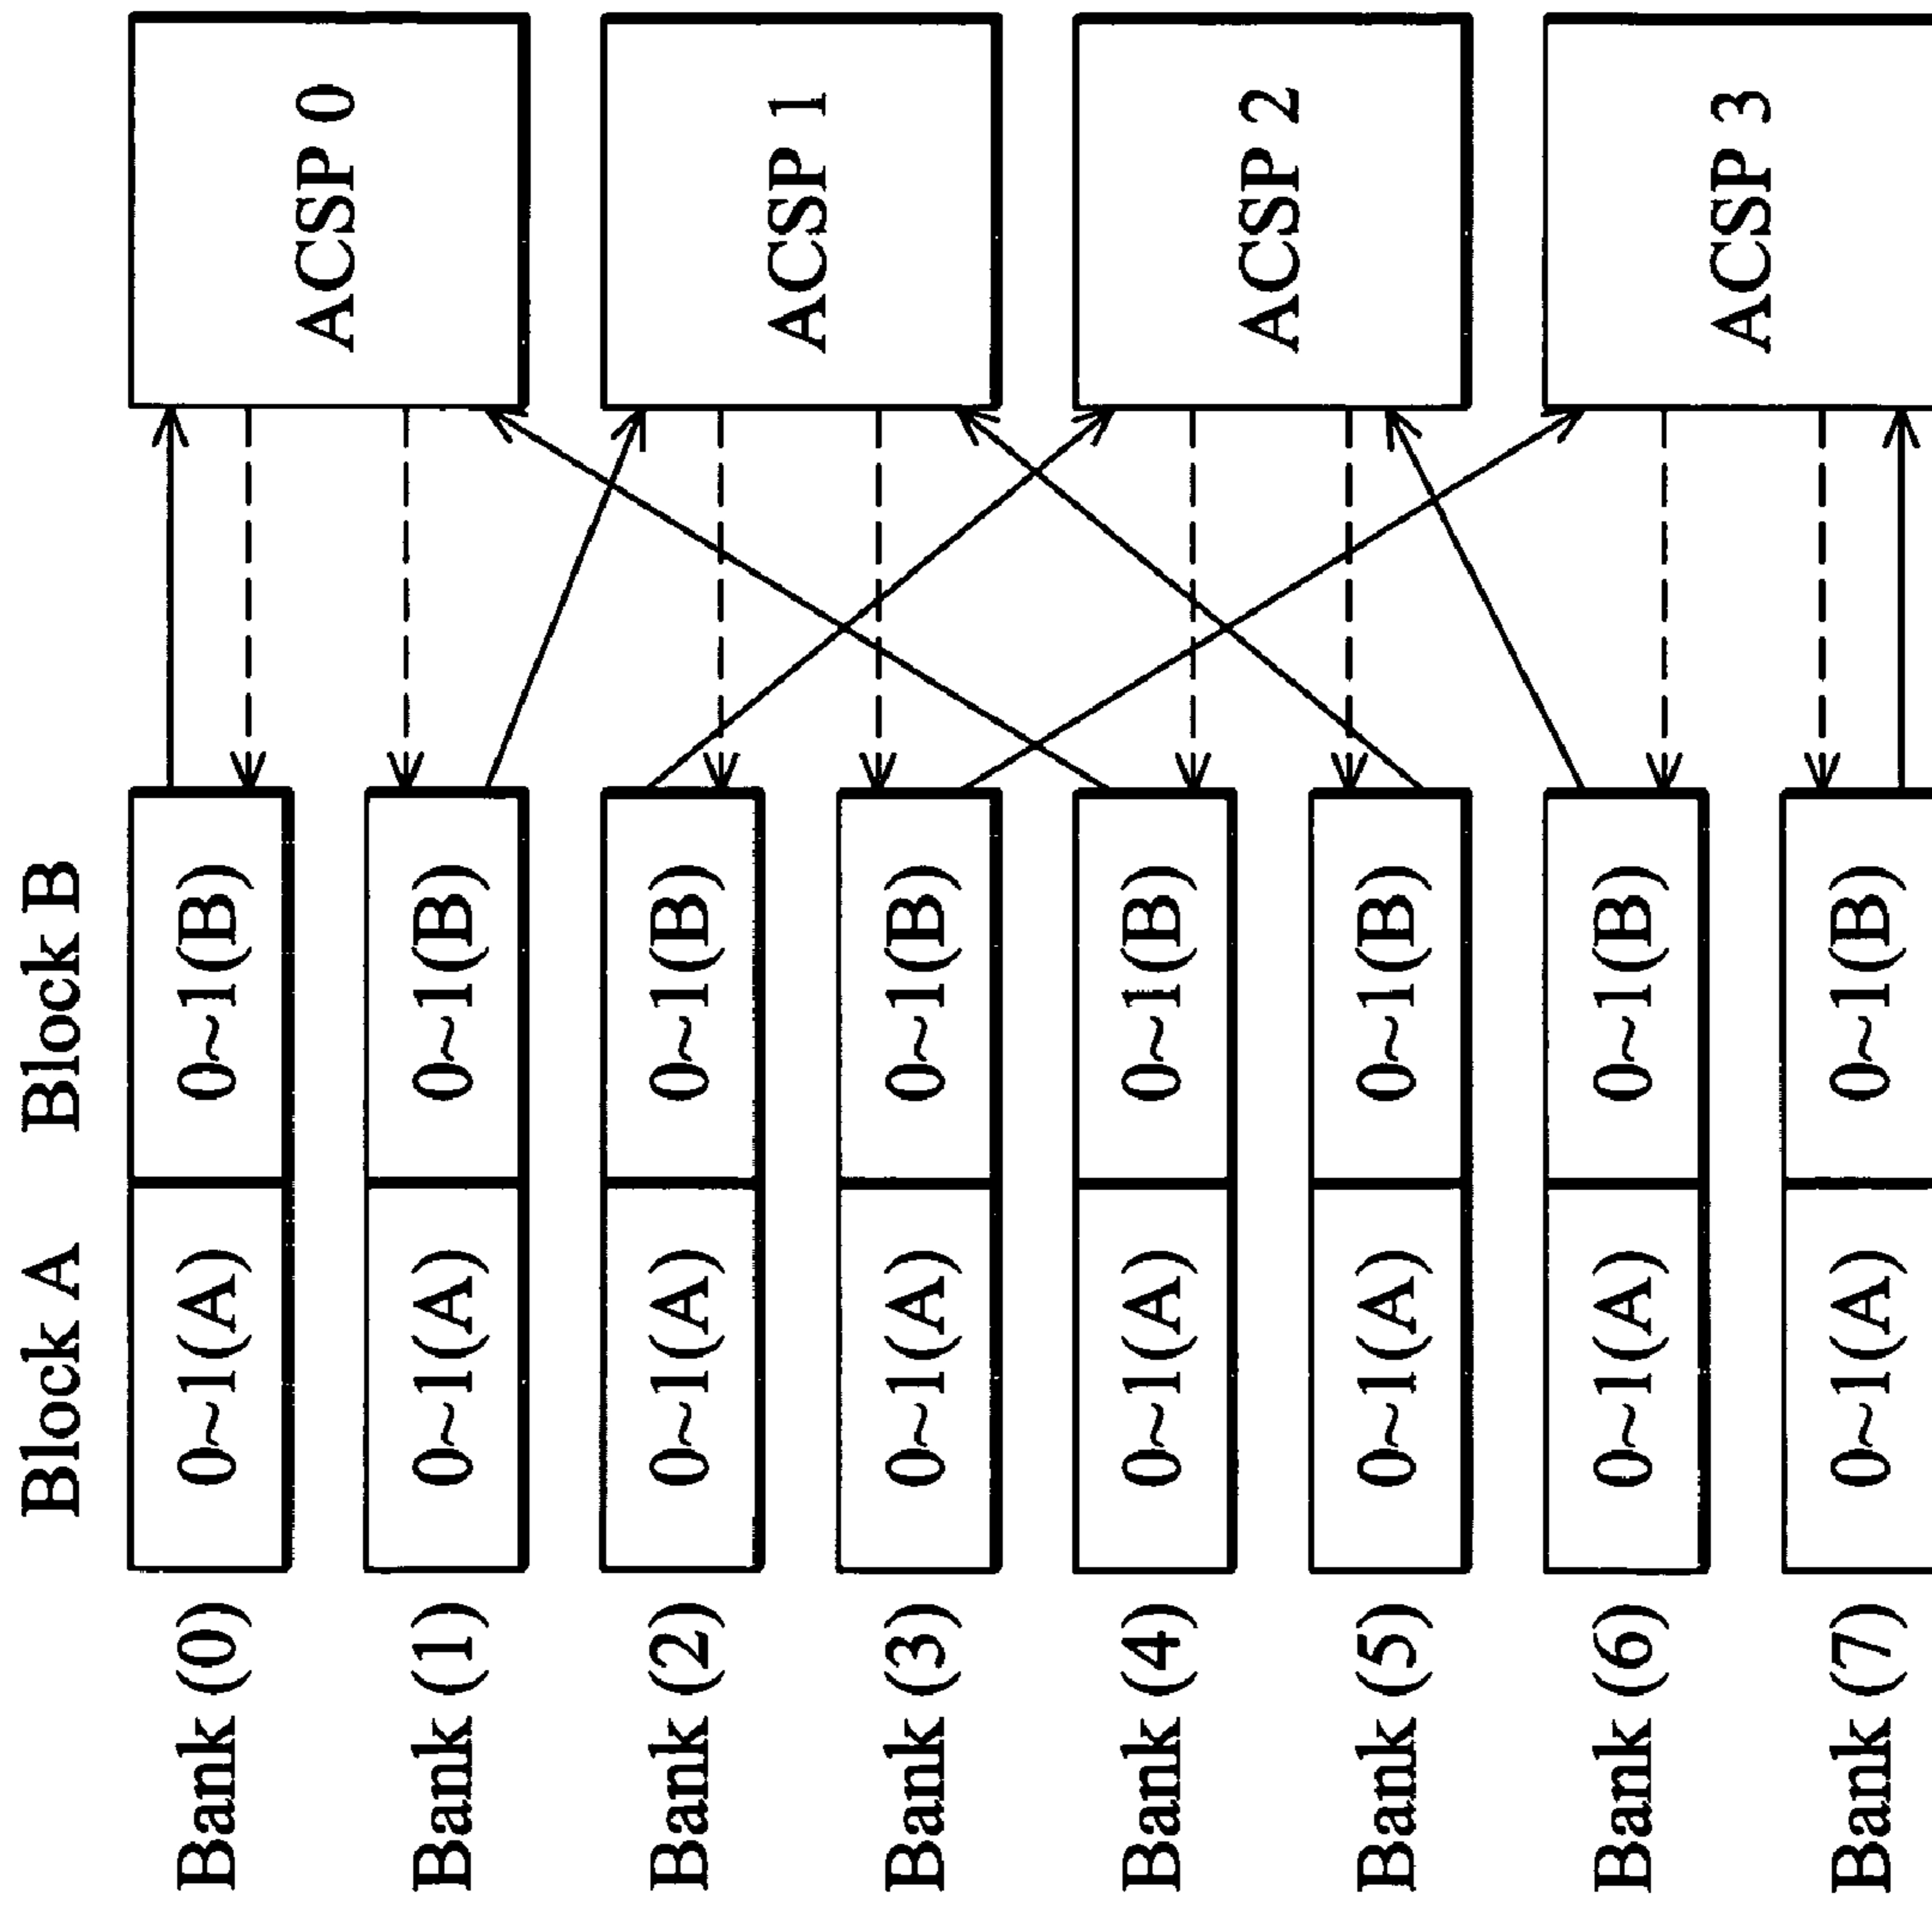 Block A Block B
Bank (0) 0~1(A) 0~1(B) ACSP 0
Bank (1) 0~1(A) 0~1(B)
Bank (2) 0~1(A) 0~1(B) ACSP 1
Bank (3) 0~1(A) 0~1(B)
Bank (4) 0~1(A) 0~1(B) ACSP 2
Bank (5) 0~1(A) 0~1(B)
Bank (6) 0~1(A) 0~1(B) ACSP 3
Bank (7) 0~1(A) 0~1(B)